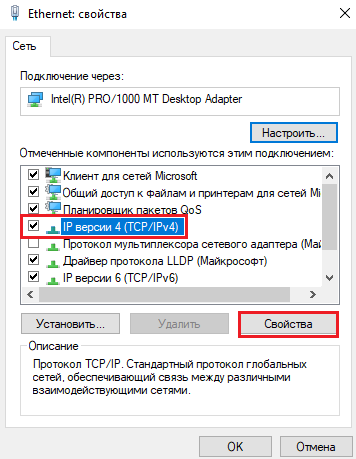 Ethernet: свойства
Сеть
Подключение через:
Intel(R) PRO/1000 MT Desktop Adapter
Настроить...
Отмеченные компоненты используются этим подключением:
Клиент для сетей Microsoft
Общий доступ к файлам и принтерам для сетей Mi
Планировщик пакетов QoS
IP версии 4 (TCP/IPv4)
Протокол мультиплексора сетевого адаптера (Май
Драйвер протокола LLDP (Майкрософт)
IP версии 6 (TCP/IPv6)
Установить...
Удалить
Свойства
Описание
Протокол TCP/IP. Стандартный протокол глобальных
сетей, обеспечивающий связь между различными
взаимодействующими сетями.
OK
Отмена